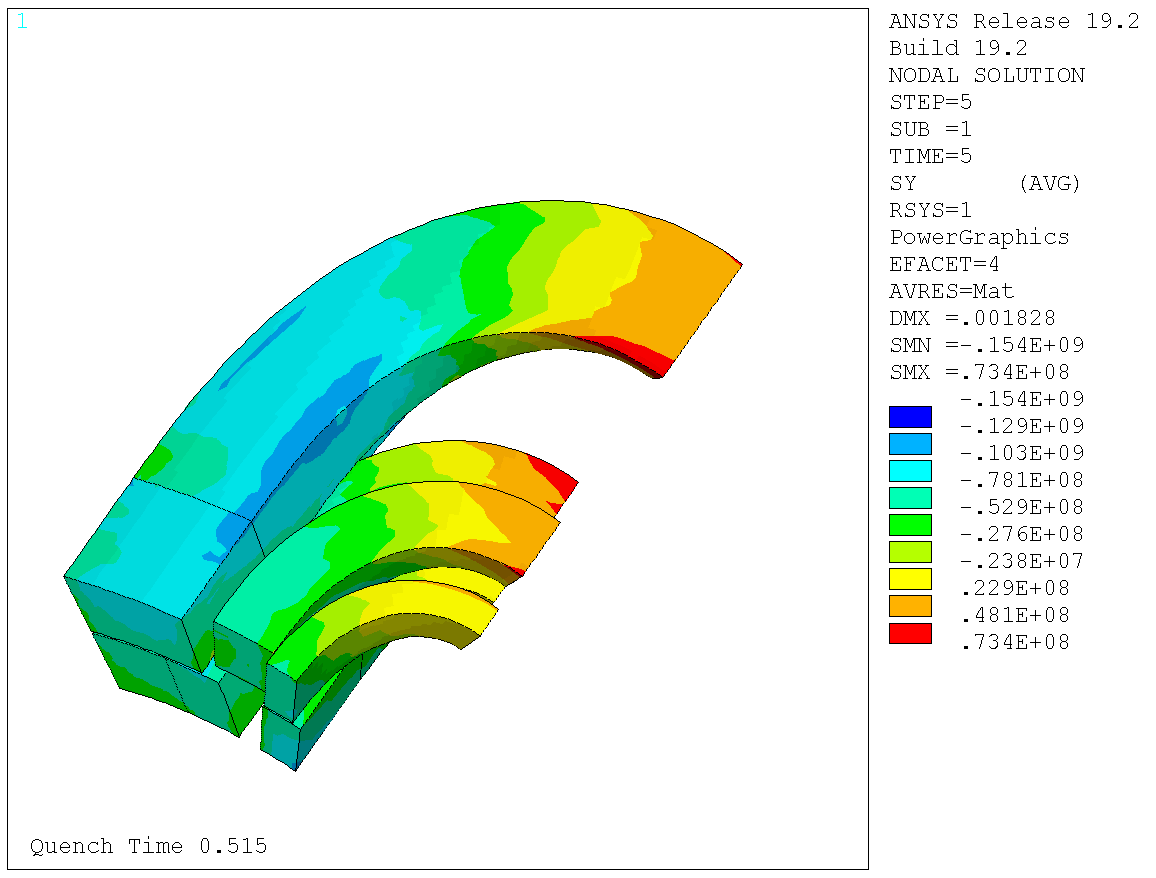 1
ANSYS Release 19.2
Build 19.2
NODAL SOLUTION
STEP=5
SUB =1
TIME=5
SY       (AVG)
RSYS=1
PowerGraphics
EFACET=4
AVRES=Mat
DMX =.001828
SMN =-.154E+09
SMX =.734E+08
-.154E+09
-.129E+09
-.103E+09
-.781E+08
-.529E+08
-.276E+08
-.238E+07
.229E+08
.481E+08
.734E+08
Quench Time 0.515